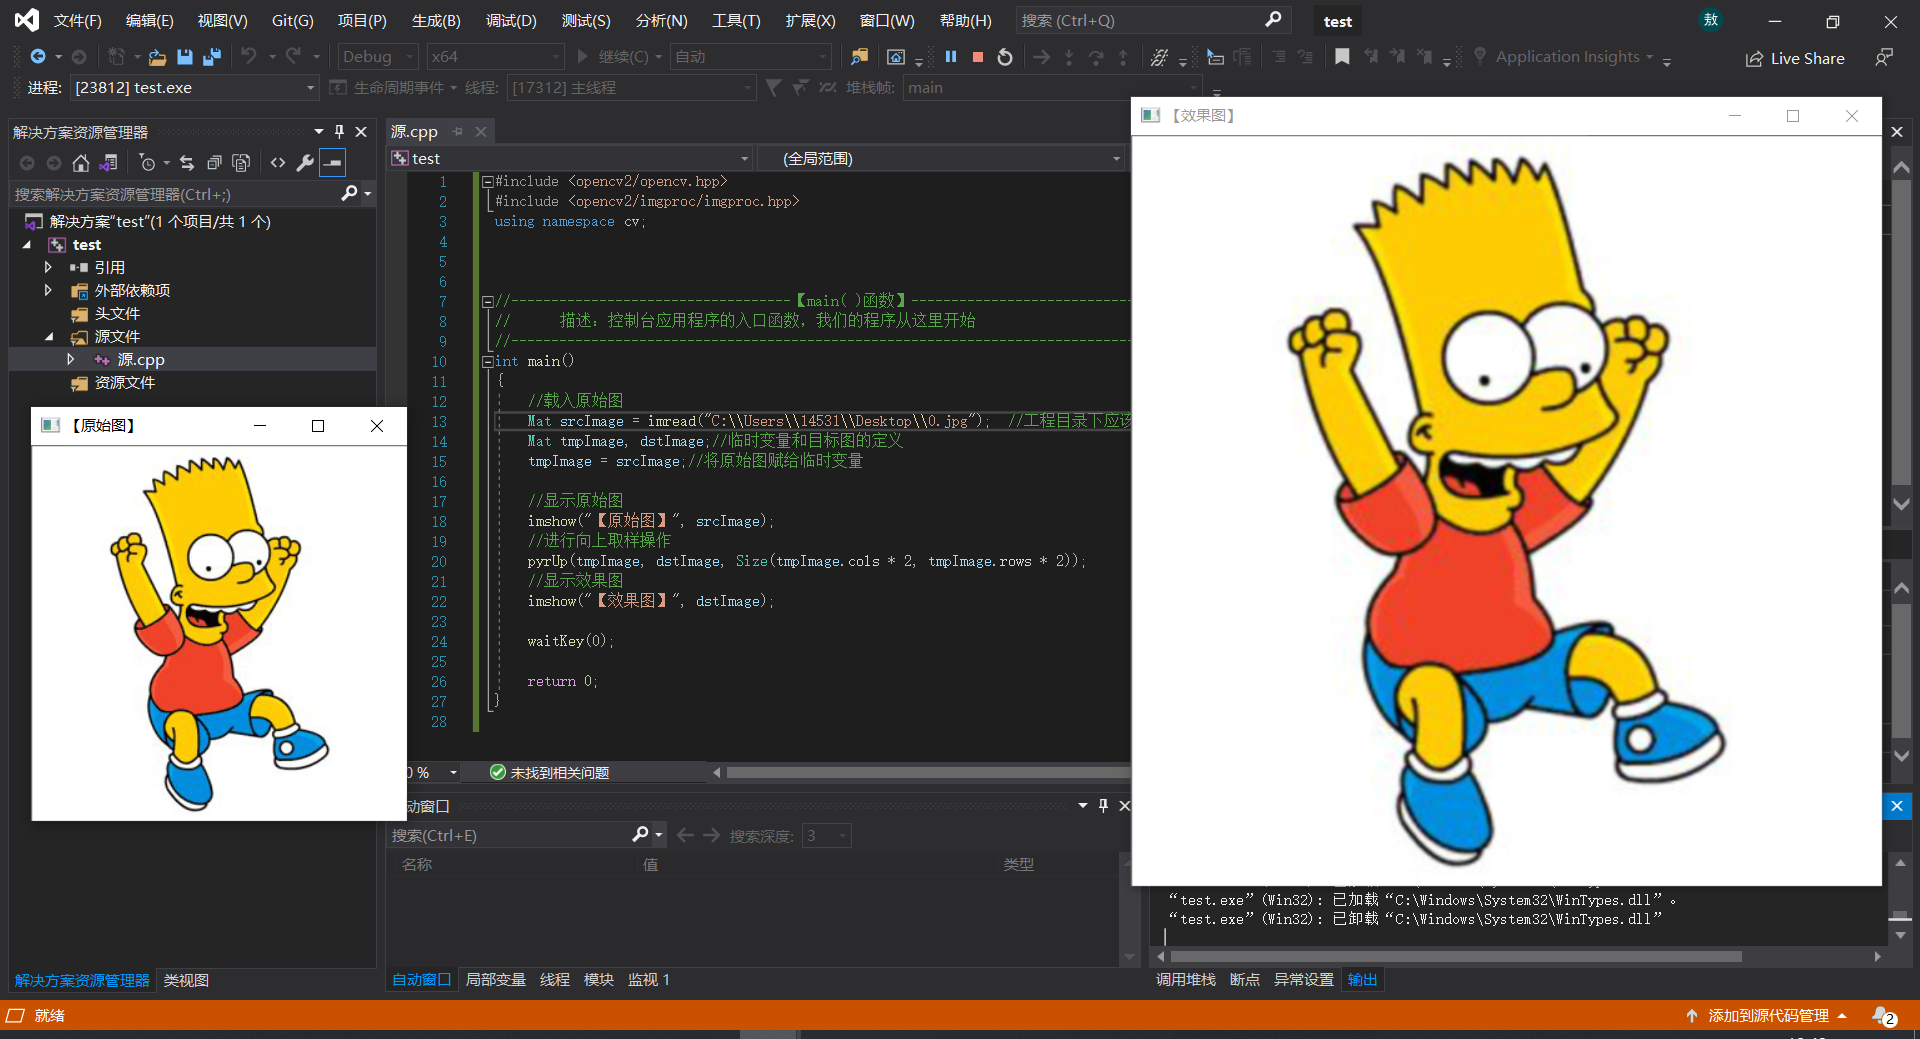 文件(F) 编辑(E) 视图(V) Git(G) 项目(P) 生成(B) 调试(D) 测试(S) 分析(N) 工具(T) 扩展(X) 窗口(W) 帮助(H) 搜索 (Ctrl+Q) test 敖
Debug x64 继续(C) 自动 Application Insights Live Share
进程: [23812] test.exe 生命周期事件 线程: [17312] 主线程 堆栈帧: main
解决方案资源管理器
搜索解决方案资源管理器(Ctrl+;)
解决方案"test"(1 个项目/共 1 个)
test
引用
外部依赖项
头文件
源文件
源.cpp
资源文件
【原始图】
解决方案资源管理器 类视图
源.cpp
test (全局范围)
1 #include <opencv2/opencv.hpp>
2 #include <opencv2/imgproc/imgproc.hpp>
3 using namespace cv;
4
5
6
7 //-----------------------------------【main( )函数】----------------------------
8 // 描述：控制台应用程序的入口函数，我们的程序从这里开始
9 //------------------------------------------------------------------------------
10 int main()
11 {
12 //载入原始图
13 Mat srcImage = imread("C:\\Users\\14531\\Desktop\\0.jpg"); //工程目录下应该
14 Mat tmpImage, dstImage;//临时变量和目标图的定义
15 tmpImage = srcImage;//将原始图赋给临时变量
16
17 //显示原始图
18 imshow("【原始图】", srcImage);
19 //进行向上取样操作
20 pyrUp(tmpImage, dstImage, Size(tmpImage.cols * 2, tmpImage.rows * 2));
21 //显示效果图
22 imshow("【效果图】", dstImage);
23
24 waitKey(0);
25
26 return 0;
27 }
28
0 % 未找到相关问题
动窗口
搜索(Ctrl+E) 搜索深度: 3
名称 值 类型
自动窗口 局部变量 线程 模块 监视 1
【效果图】
“test.exe”(Win32): 已加载“C:\Windows\System32\WinTypes.dll”。
“test.exe”(Win32): 已卸载“C:\Windows\System32\WinTypes.dll”
调用堆栈 断点 异常设置 输出
就绪 添加到源代码管理 2